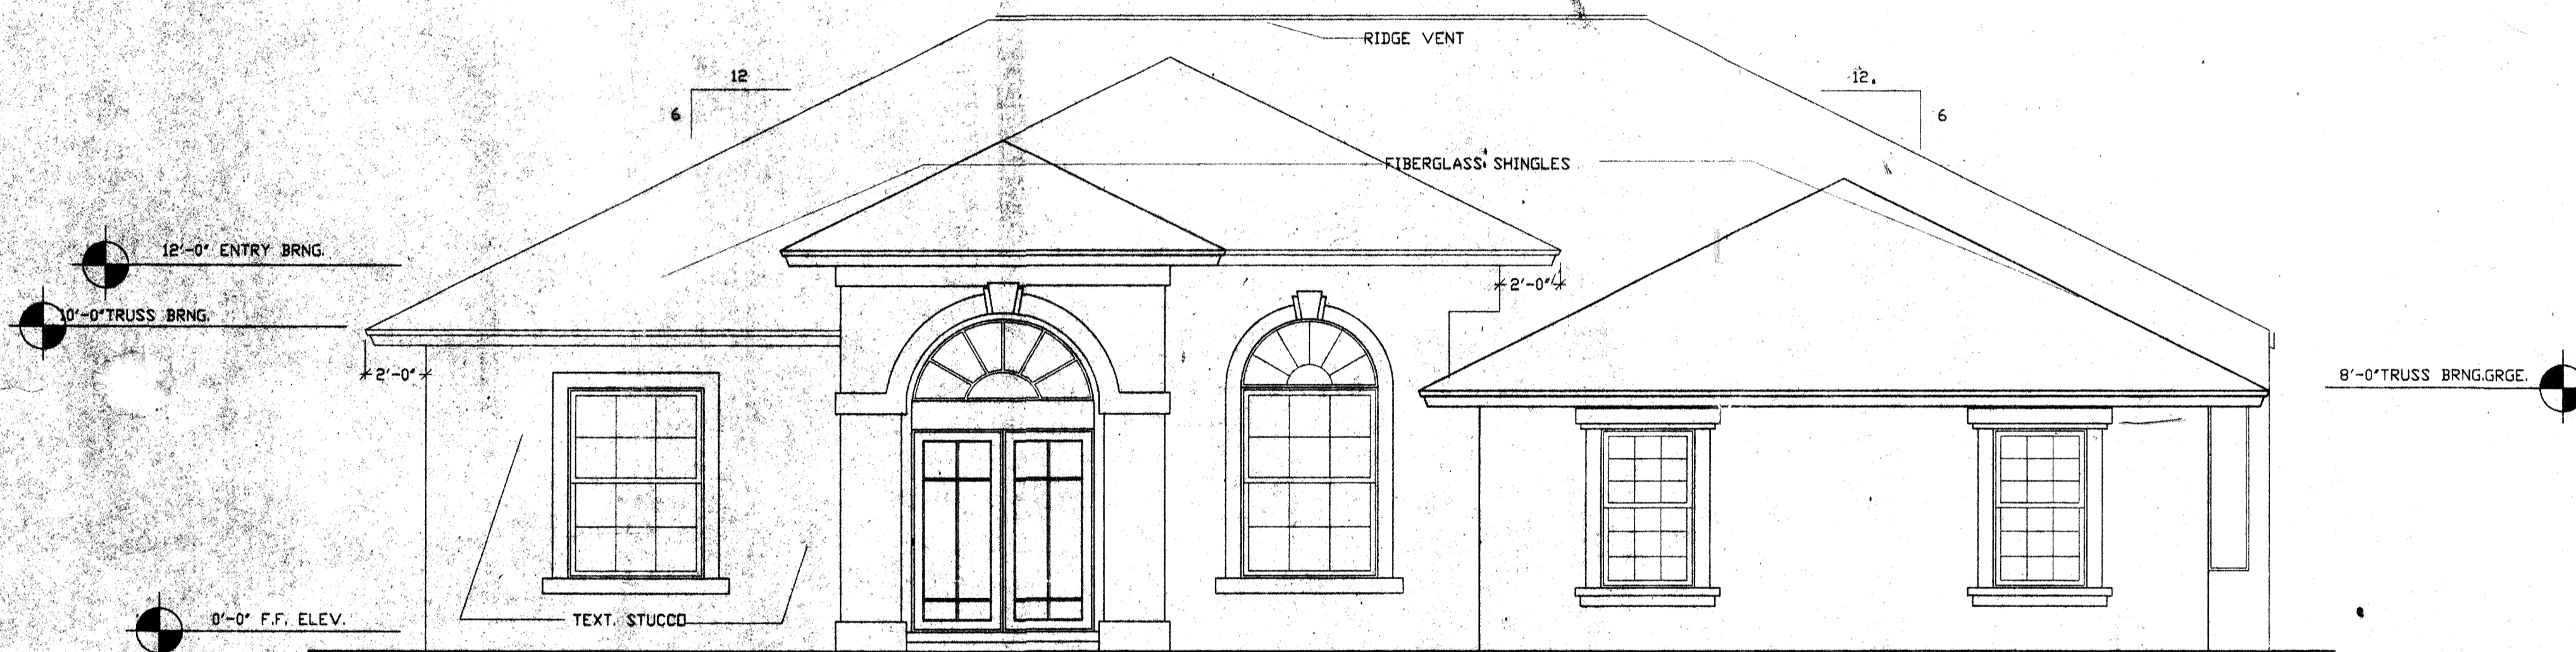 RIDGE VENT
12
6
12
6
FIBERGLASS SHINGLES
12'-0" ENTRY BRNG.
10'-0" TRUSS BRNG.
2'-0"
2'-0"
8'-0" TRUSS BRNG.GRGE.
0'-0" F.F. ELEV.
TEXT. STUCCO